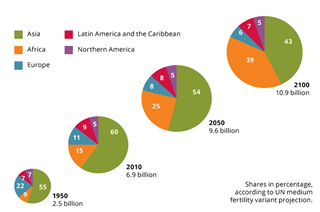 Asia
Latin America and the Caribbean
Africa
Northern America
Europe
55
9
22
7
7
1950
2.5 billion
60
15
11
9
5
2010
6.9 billion
54
25
8
8
5
2050
9.6 billion
43
39
6
7
5
2100
10.9 billion
Shares in percentage,
according to UN medium
fertility variant projection.